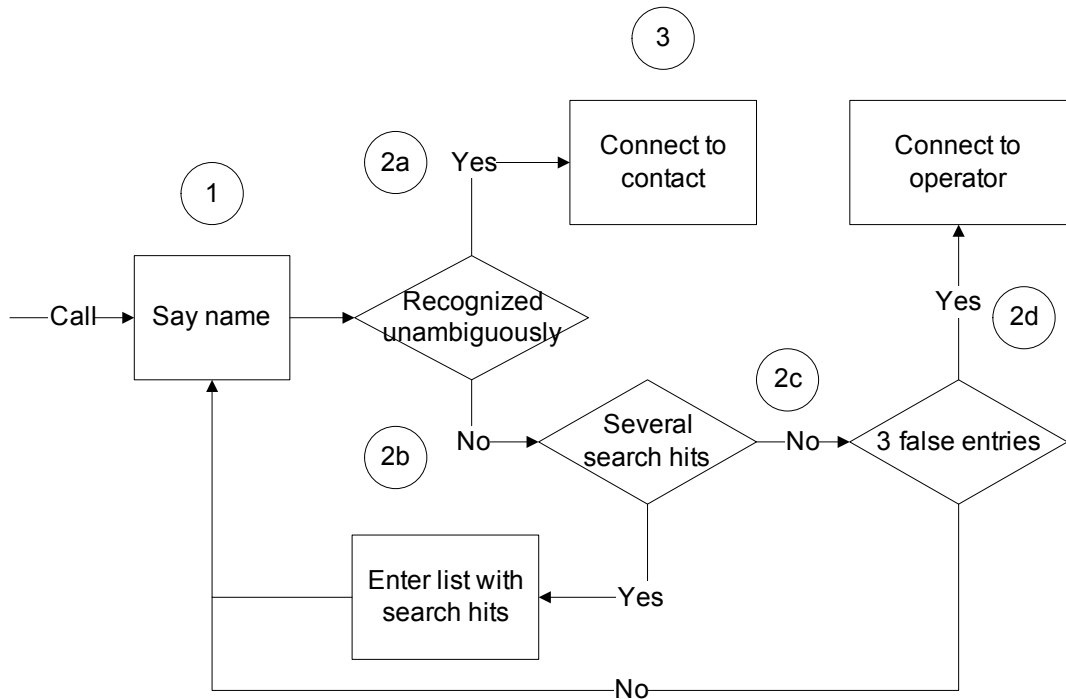 3
Connect to
contact
Connect to
operator
2a
Yes
1
Call
Say name
Recognized
unambiguously
Yes
2d
2c
2b
No
Several
search hits
No
3 false entries
Enter list with
search hits
Yes
No